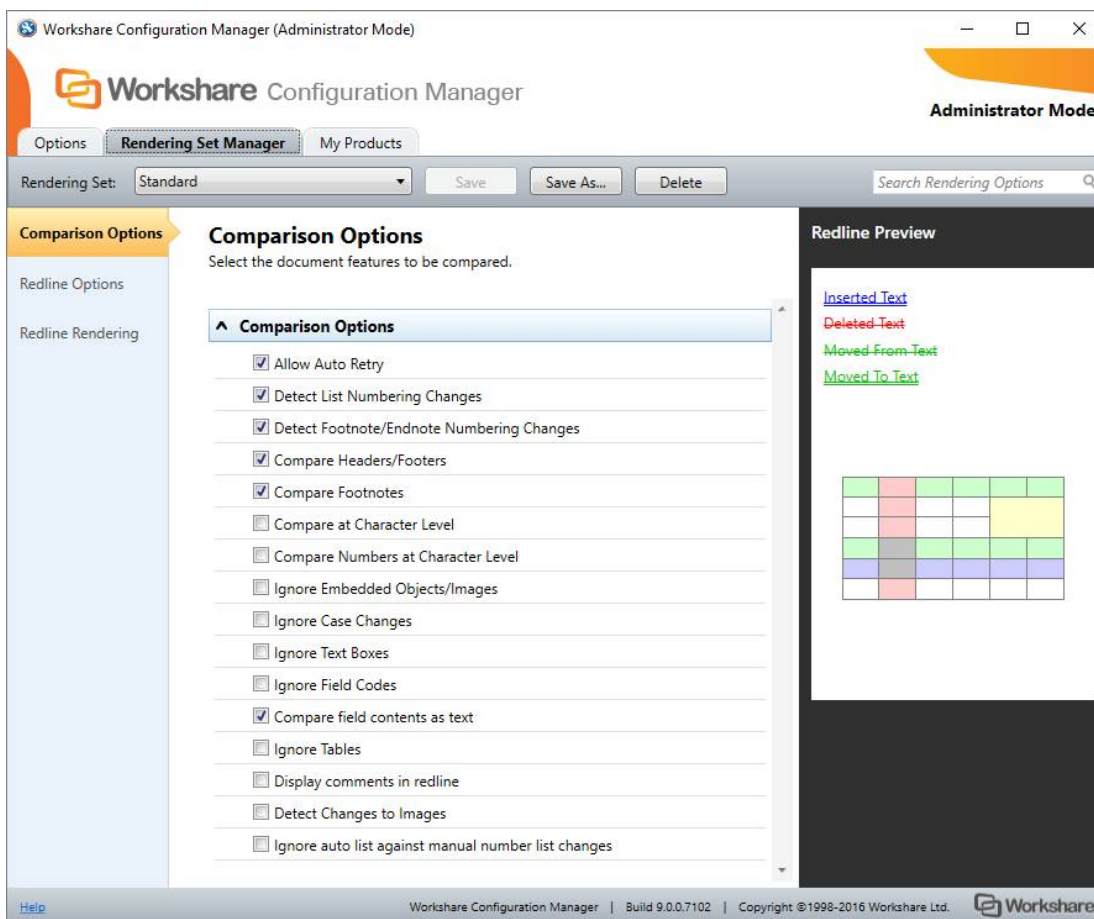 Workshare Configuration Manager (Administrator Mode)
Workshare Configuration Manager
Administrator Mode
Options Rendering Set Manager My Products
Rendering Set: Standard Save Save As... Delete Search Rendering Options
Comparison Options
Redline Options
Redline Rendering
Comparison Options
Select the document features to be compared.
Comparison Options
Allow Auto Retry
Detect List Numbering Changes
Detect Footnote/Endnote Numbering Changes
Compare Headers/Footers
Compare Footnotes
Compare at Character Level
Compare Numbers at Character Level
Ignore Embedded Objects/Images
Ignore Case Changes
Ignore Text Boxes
Ignore Field Codes
Compare field contents as text
Ignore Tables
Display comments in redline
Detect Changes to Images
Ignore auto list against manual number list changes
Redline Preview
Inserted Text
Deleted Text
Moved From Text
Moved To Text
Help Workshare Configuration Manager | Build 9.0.0.7102 | Copyright ©1998-2016 Workshare Ltd. Workshare